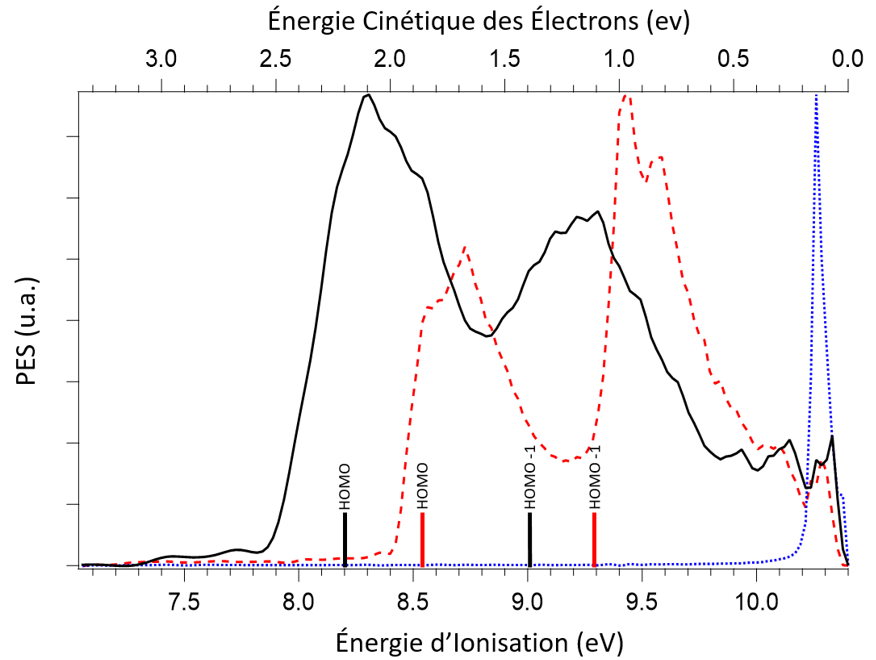 Énergie Cinétique des Électrons (ev)
3.0 2.5 2.0 1.5 1.0 0.5 0.0
PES (u.a.)
HOMO
HOMO
HOMO -1
HOMO -1
7.5 8.0 8.5 9.0 9.5 10.0
Énergie d’Ionisation (eV)